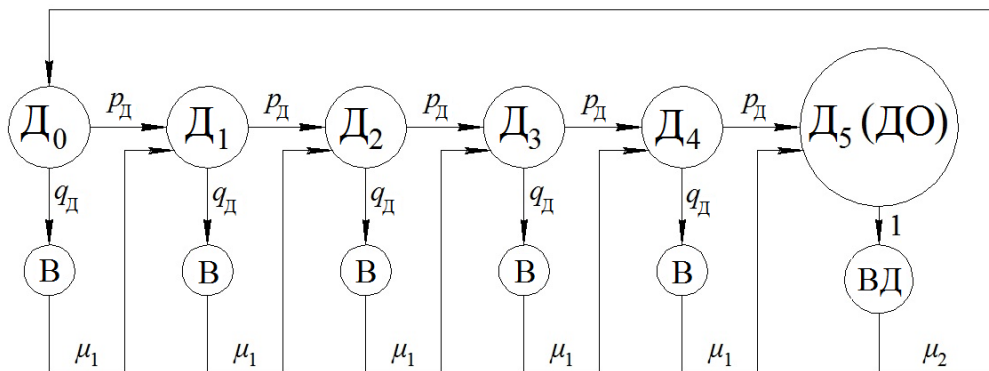 pД pД pД pД pД
Д0 Д1 Д2 Д3 Д4 Д5 (ДО)
qД qД qД qД qД 1
В В В В В ВД
μ1 μ1 μ1 μ1 μ1 μ2